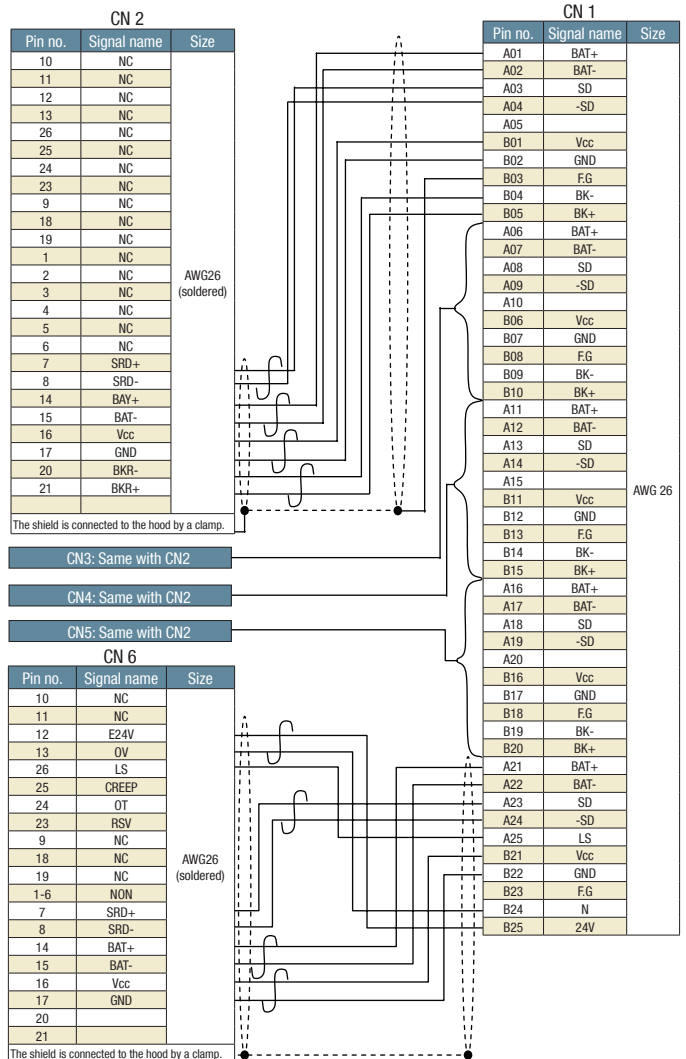 CN 2
Pin no. Signal name Size
10 NC
11 NC
12 NC
13 NC
26 NC
25 NC
24 NC
23 NC
9 NC
18 NC
19 NC
1 NC
2 NC
3 NC
4 NC
5 NC
6 NC
7 SRD+
8 SRD-
14 BAY+
15 BAT-
16 Vcc
17 GND
20 BKR-
21 BKR+
AWG26
(soldered)
The shield is connected to the hood by a clamp.
CN3: Same with CN2
CN4: Same with CN2
CN5: Same with CN2
CN 6
Pin no. Signal name Size
10 NC
11 NC
12 E24V
13 0V
26 LS
25 CREEP
24 OT
23 RSV
9 NC
18 NC
19 NC
1-6 NON
7 SRD+
8 SRD-
14 BAT+
15 BAT-
16 Vcc
17 GND
20
21
AWG26
(soldered)
The shield is connected to the hood by a clamp.
CN 1
Pin no. Signal name Size
A01 BAT+
A02 BAT-
A03 SD
A04 -SD
A05
B01 Vcc
B02 GND
B03 F.G
B04 BK-
B05 BK+
A06 BAT+
A07 BAT-
A08 SD
A09 -SD
A10
B06 Vcc
B07 GND
B08 F.G
B09 BK-
B10 BK+
A11 BAT+
A12 BAT-
A13 SD
A14 -SD
A15
B11 Vcc
B12 GND
B13 F.G
B14 BK-
B15 BK+
A16 BAT+
A17 BAT-
A18 SD
A19 -SD
A20
B16 Vcc
B17 GND
B18 F.G
B19 BK-
B20 BK+
A21 BAT+
A22 BAT-
A23 SD
A24 -SD
A25 LS
B21 Vcc
B22 GND
B23 F.G
B24 N
B25 24V
AWG 26